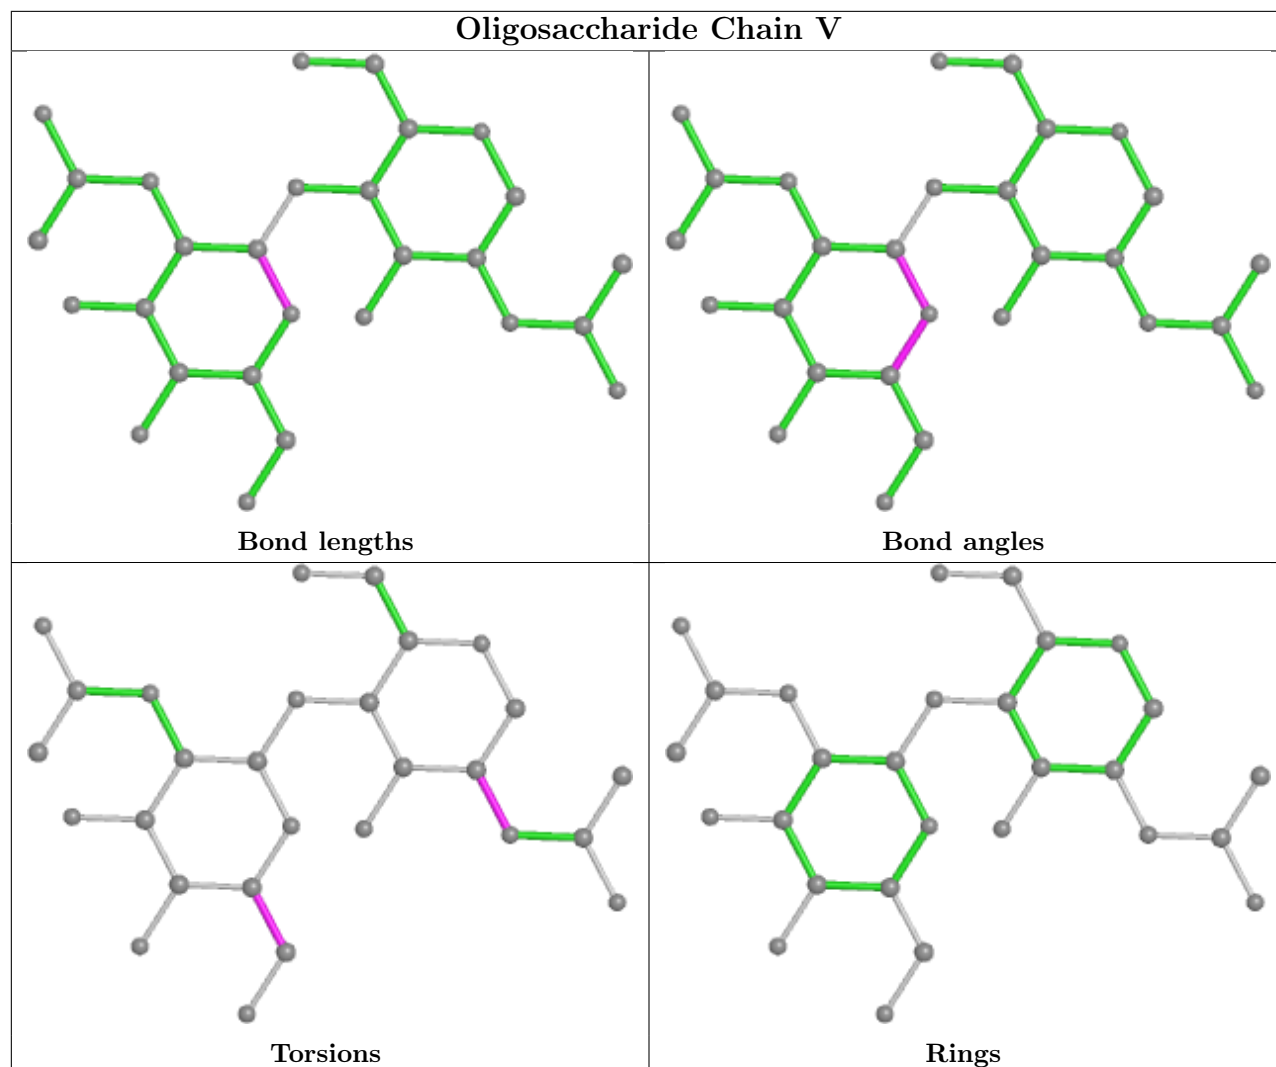 Oligosaccharide Chain V
Bond lengths
Bond angles
Torsions
Rings